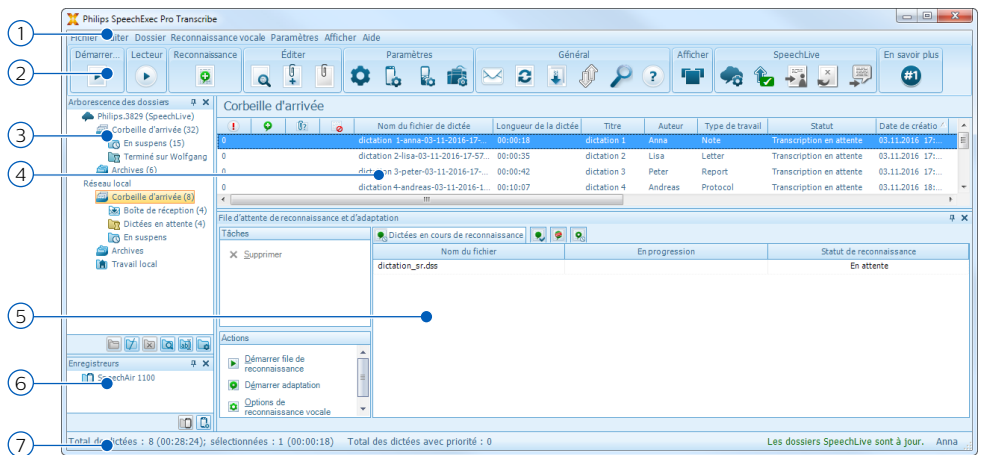 Philips SpeechExec Pro Transcribe
1
Fichier Éditer Dossier Reconnaissance vocale Paramètres Afficher Aide
Démarrer... Lecteur Reconnaissance Éditer Paramètres Général Afficher SpeechLive En savoir plus
2
#1
Arborescence des dossiers
Corbeille d'arrivée
Philips.3829 (SpeechLive)
Nom du fichier de dictée Longueur de la dictée Titre Auteur Type de travail Statut Date de créatio
3
Corbeille d'arrivée (32)
0 dictation 1-anna-03-11-2016-17-... 00:00:18 dictation 1 Anna Note Transcription en attente 03.11.2016 17:...
En suspens (15)
0 dictation 2-lisa-03-11-2016-17-57... 00:00:35 dictation 2 Lisa Letter Transcription en attente 03.11.2016 17:...
Terminé sur Wolfgang
4
0 dictation 3-peter-03-11-2016-17-... 00:00:42 dictation 3 Peter Report Transcription en attente 03.11.2016 17:...
Archives (6)
0 dictation 4-andreas-03-11-2016-1... 00:10:07 dictation 4 Andreas Protocol Transcription en attente 03.11.2016 18:...
Réseau local
Corbeille d'arrivée (8)
Boîte de réception (4)
Dictées en attente (4)
En suspens
Archives
Travail local
File d'attente de reconnaissance et d'adaptation
Tâches
Supprimer
Dictées en cours de reconnaissance
Nom du fichier En progression Statut de reconnaissance
dictation_sr.dss En attente
5
Actions
Démarrer file de
reconnaissance
Démarrer adaptation
Options de
reconnaissance vocale
Enregistreurs
6
SpeechAir 1100
7
Total des dictées : 8 (00:28:24); sélectionnées : 1 (00:00:18) Total des dictées avec priorité : 0 Les dossiers SpeechLive sont à jour. Anna